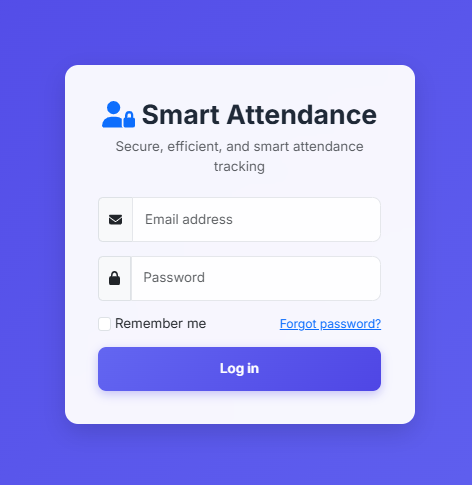 Smart Attendance
Secure, efficient, and smart attendance
tracking
Email address
Password
Remember me
Forgot password?
Log in